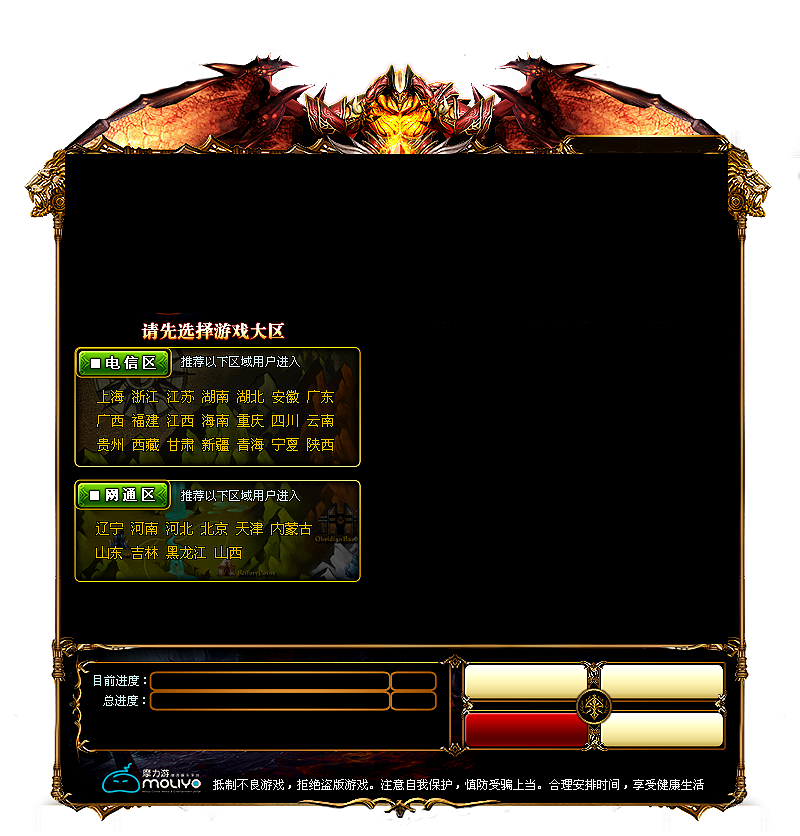 请先选择游戏大区
电信区 推荐以下区域用户进入
上海 浙江 江苏 湖南 湖北 安徽 广东
广西 福建 江西 海南 重庆 四川 云南
贵州 西藏 甘肃 新疆 青海 宁夏 陕西
网通区 推荐以下区域用户进入
辽宁 河南 河北 北京 天津 内蒙古
山东 吉林 黑龙江 山西
目前进度：
总进度：
摩力游
MOLIYO
抵制不良游戏，拒绝盗版游戏。注意自我保护，慎防受骗上当。合理安排时间，享受健康生活